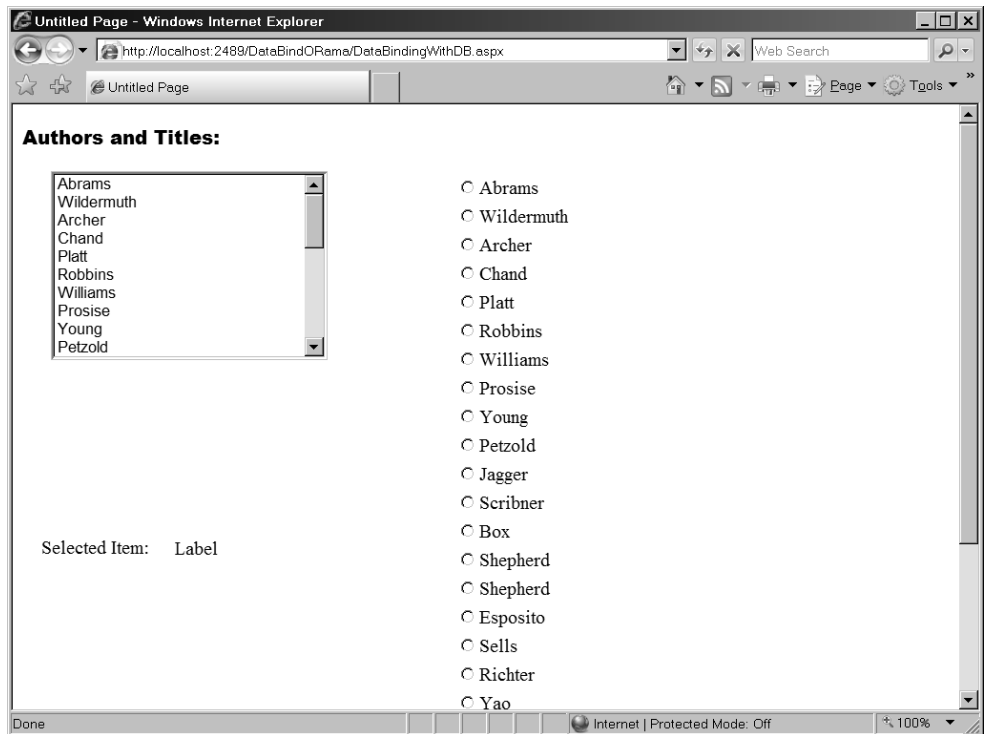 Untitled Page - Windows Internet Explorer
http://localhost:2489/DataBindORama/DataBindingWithDB.aspx
Web Search
Untitled Page
Page
Tools
Authors and Titles:
Abrams
Wildermuth
Archer
Chand
Platt
Robbins
Williams
Prosise
Young
Petzold
Selected Item: Label
Abrams
Wildermuth
Archer
Chand
Platt
Robbins
Williams
Prosise
Young
Petzold
Jagger
Scribner
Box
Shepherd
Shepherd
Esposito
Sells
Richter
Yao
Done
Internet | Protected Mode: Off
100%